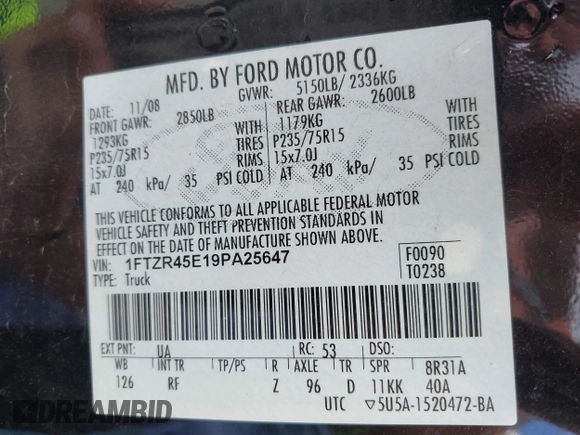 MFD. BY FORD MOTOR CO.
DATE: 11/08 GVWR: 5150LB/ 2336KG
FRONT GAWR: 2850LB REAR GAWR: 2600LB
1293KG WITH 1179KG WITH
P235/75R15 TIRES P235/75R15 TIRES
15x7.0J RIMS 15x7.0J RIMS
AT 240 kPa/ 35 PSI COLD AT 240 kPa/ 35 PSI COLD
THIS VEHICLE CONFORMS TO ALL APPLICABLE FEDERAL MOTOR
VEHICLE SAFETY AND THEFT PREVENTION STANDARDS IN
EFFECT ON THE DATE OF MANUFACTURE SHOWN ABOVE.
VIN: 1FTZR45E19PA25647 F0090
TYPE: Truck T0238
EXT PNT: UA RC: 53 DSO:
WB INT TR TP/PS R AXLE TR SPR 8R31A
126 RF Z 96 D 11KK 40A
UTC ▽5U5A-1520472-BA
DREAMBID